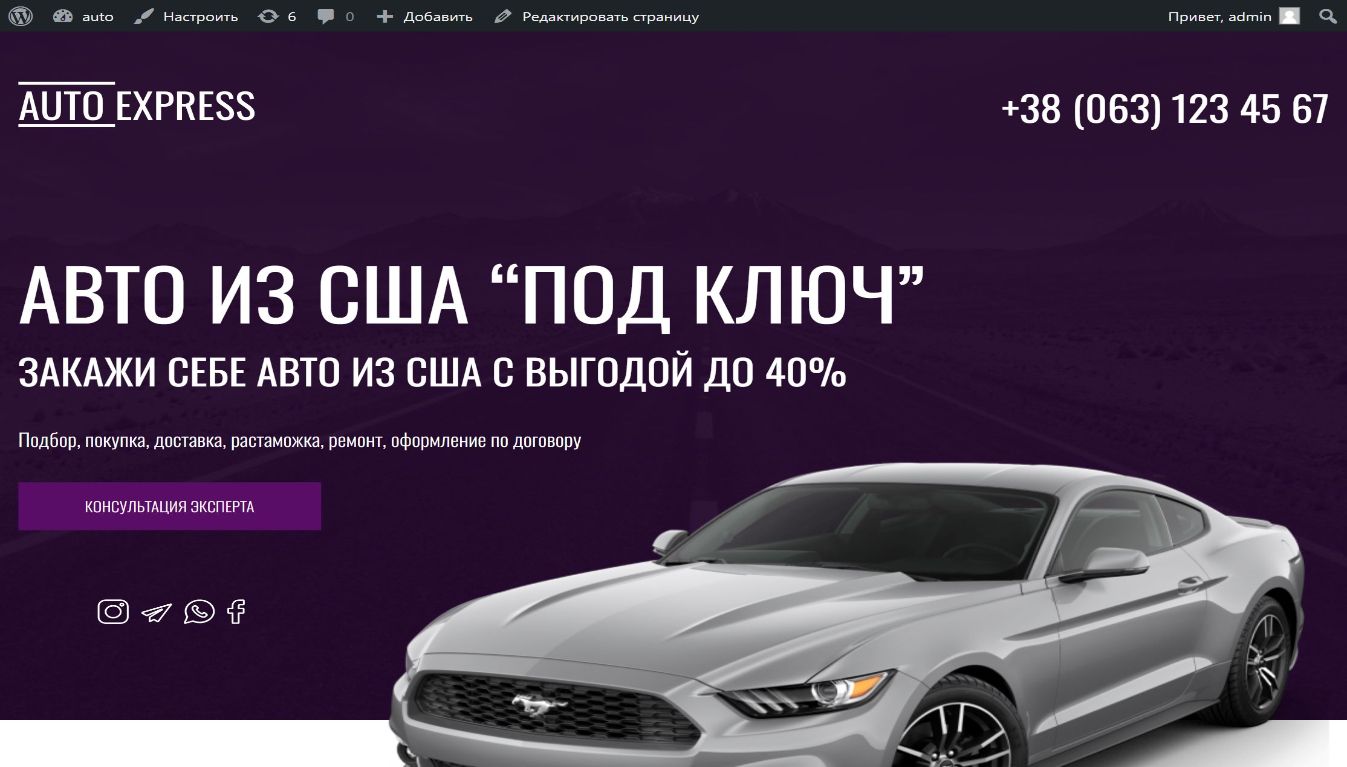 auto Настроить 6 0 Добавить Редактировать страницу Привет, admin
AUTO EXPRESS +38 (063) 123 45 67
АВТО ИЗ США “ПОД КЛЮЧ”
ЗАКАЖИ СЕБЕ АВТО ИЗ США С ВЫГОДОЙ ДО 40%
Подбор, покупка, доставка, растаможка, ремонт, оформление по договору
КОНСУЛЬТАЦИЯ ЭКСПЕРТА